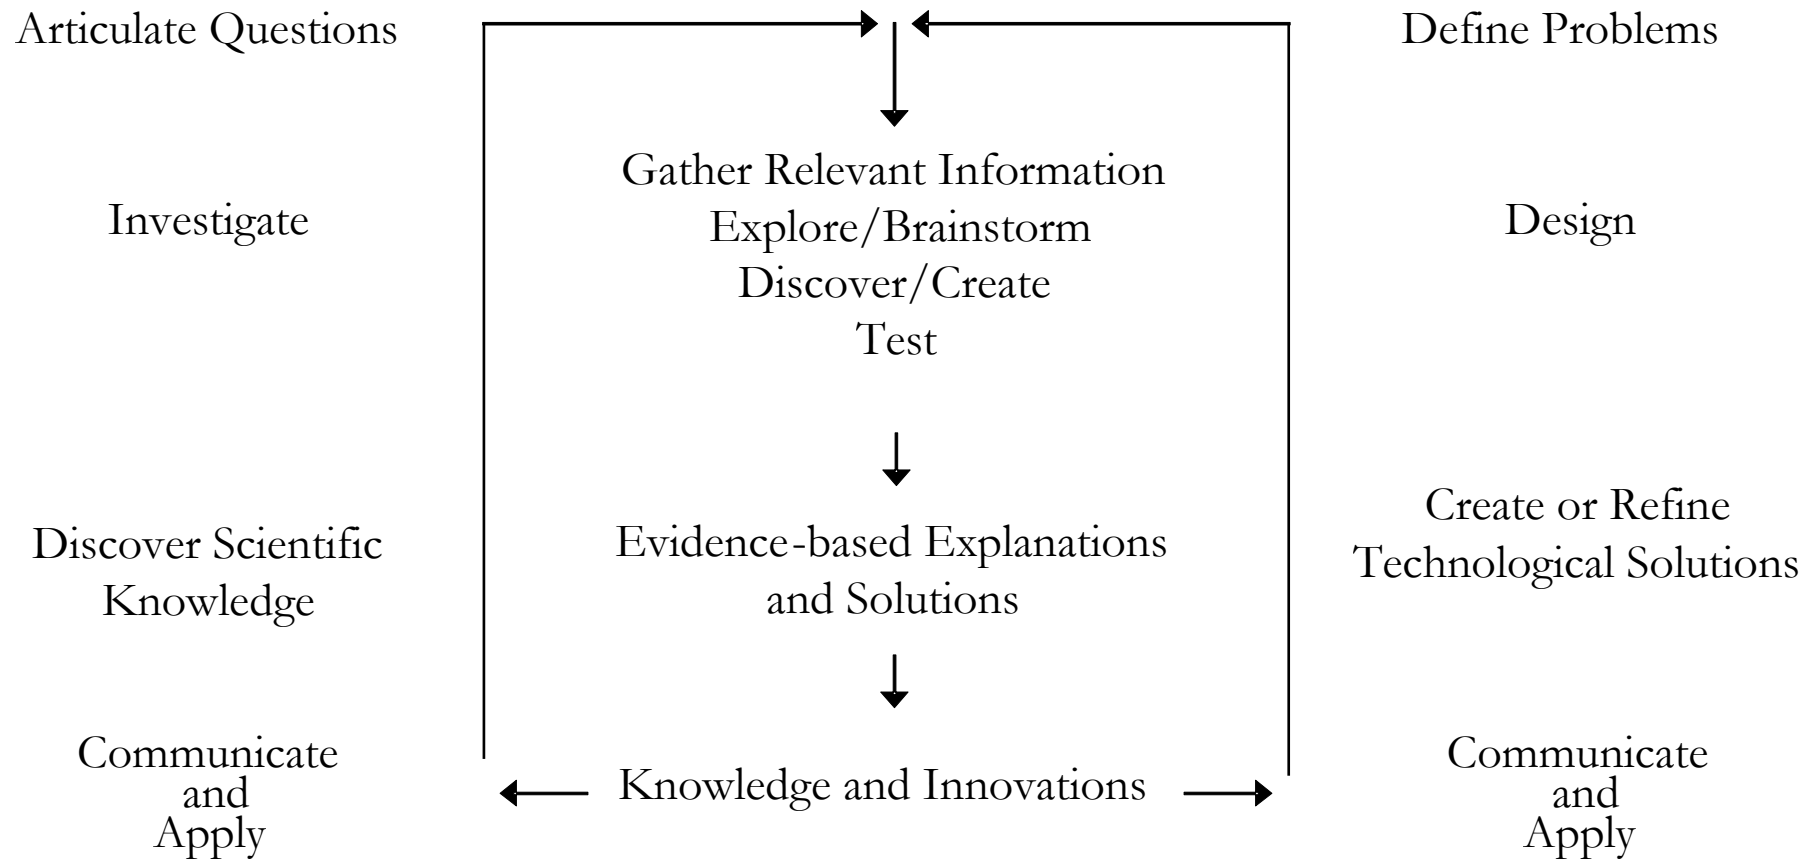 Articulate Questions
Define Problems
Gather Relevant Information
Investigate
Explore/Brainstorm
Design
Discover/Create
Test
Discover Scientific
Knowledge
Evidence-based Explanations
and Solutions
Create or Refine
Technological Solutions
Communicate
and
Apply
Knowledge and Innovations
Communicate
and
Apply